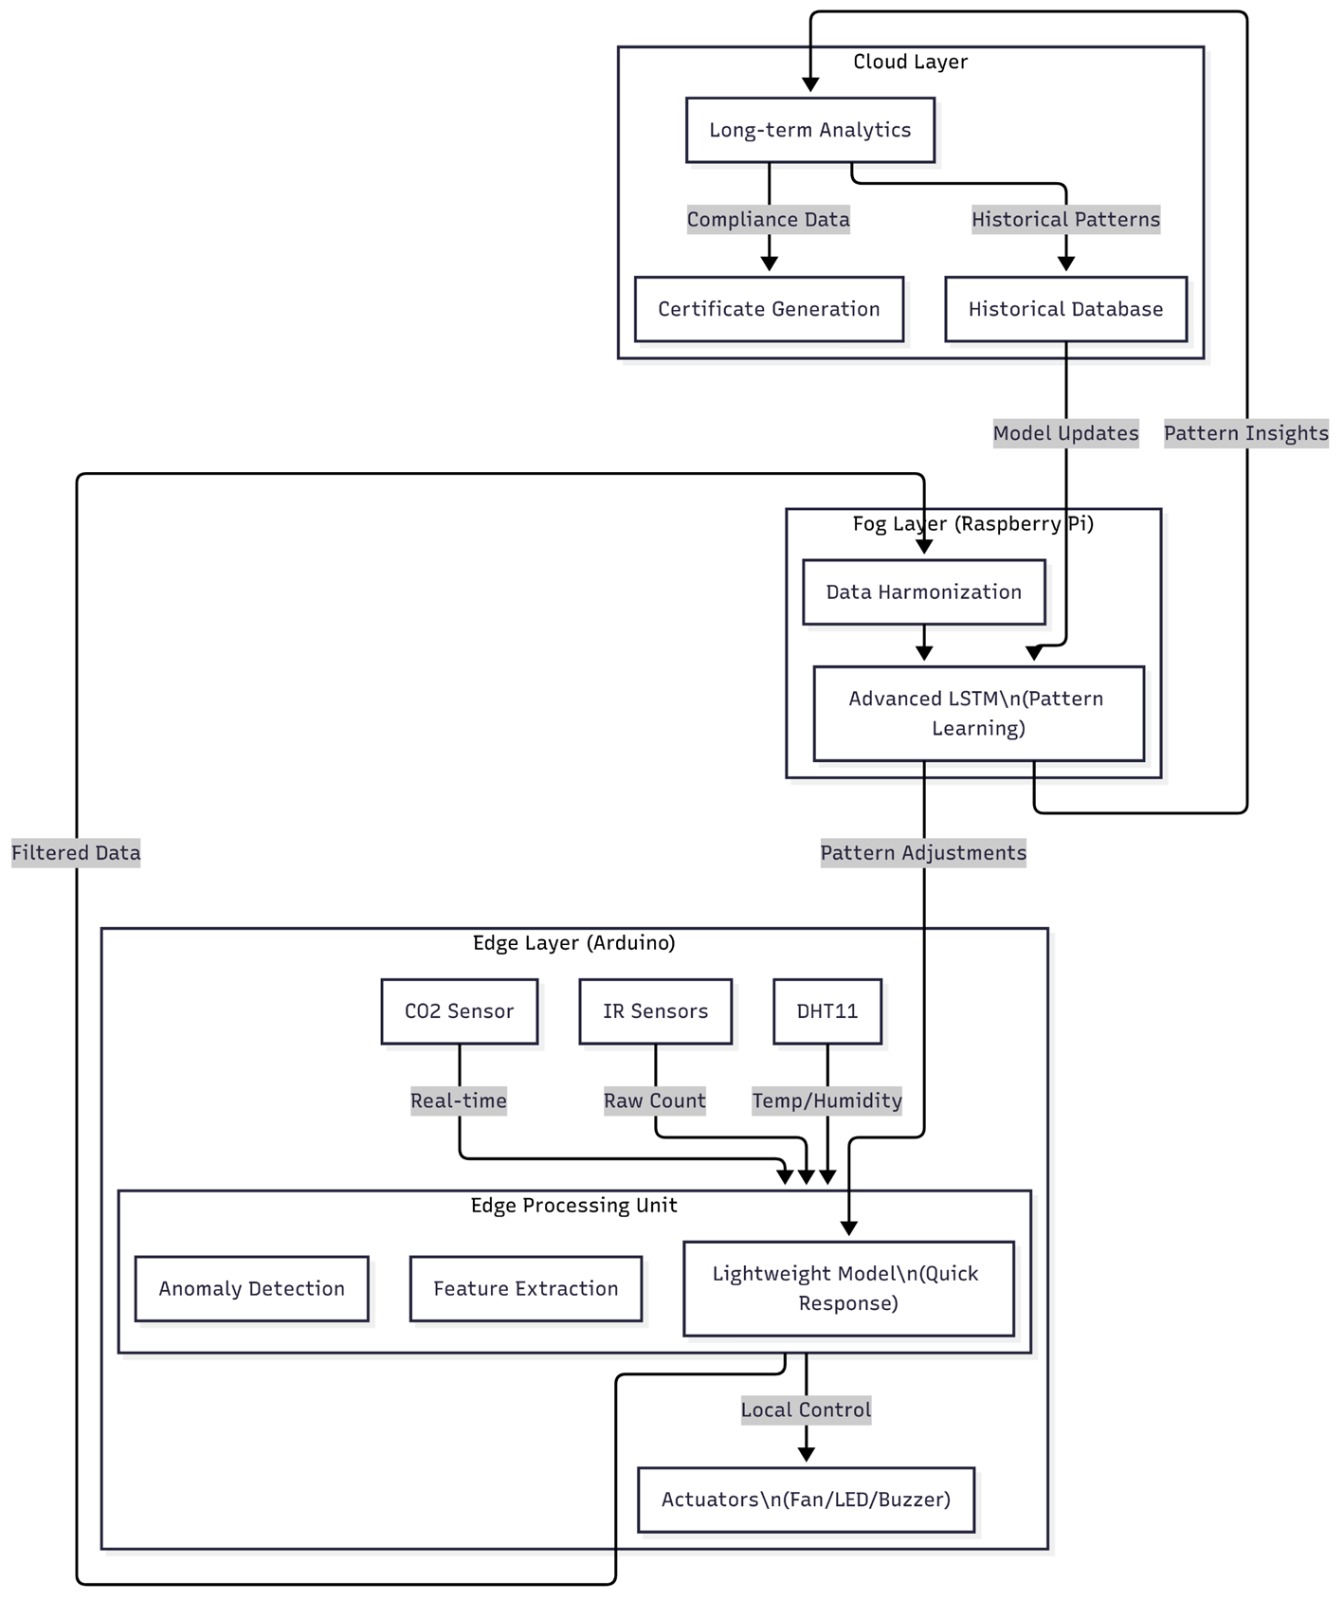 Cloud Layer
Long-term Analytics
Compliance Data
Historical Patterns
Certificate Generation
Historical Database
Model Updates
Pattern Insights
Fog Layer (Raspberry Pi)
Data Harmonization
Advanced LSTM\n(Pattern
Learning)
Filtered Data
Pattern Adjustments
Edge Layer (Arduino)
CO2 Sensor
IR Sensors
DHT11
Real-time
Raw Count
Temp/Humidity
Edge Processing Unit
Anomaly Detection
Feature Extraction
Lightweight Model\n(Quick
Response)
Local Control
Actuators\n(Fan/LED/Buzzer)